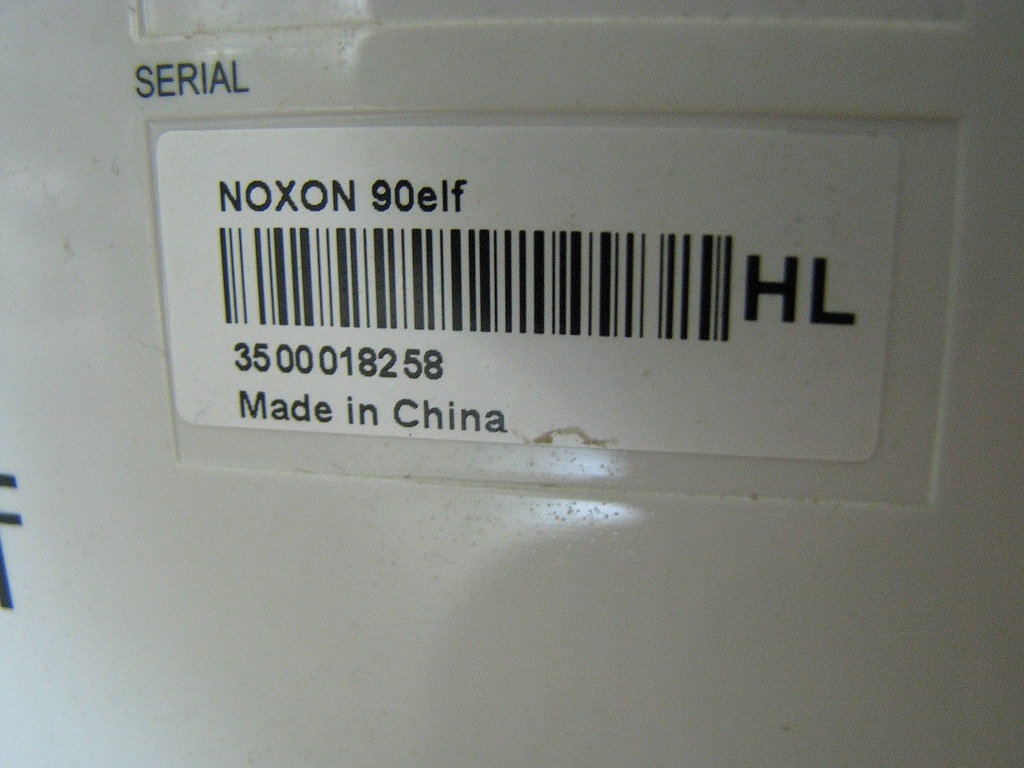 SERIAL
NOXON 90elf
HL
3500018258
Made in China